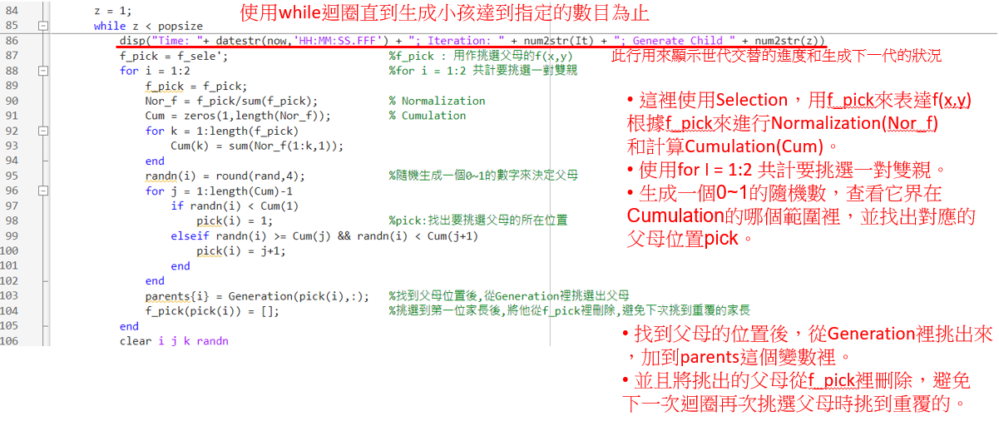 使用while迴圈直到生成小孩達到指定的數目為止
84 z = 1;
85 while z < popsize
86 disp("Time: "+ datestr(now,'HH:MM:SS.FFF') + "; Iteration: " + num2str(It) + "; Generate Child " + num2str(z))
87 f_pick = f_sele'; %f_pick : 用作挑選父母的f(x,y)
此行用來顯示世代交替的進度和生成下一代的狀況
88 for i = 1:2 %for i = 1:2 共計要挑選一對雙親
89 f_pick = f_pick;
90 Nor_f = f_pick/sum(f_pick); % Normalization
91 Cum = zeros(1,length(Nor_f)); % Cumulation
92 for k = 1:length(f_pick)
93 Cum(k) = sum(Nor_f(1:k,1));
94 end
95 randn(i) = round(rand,4); %隨機生成一個0~1的數字來決定父母
96 for j = 1:length(Cum)-1
97 if randn(i) < Cum(1)
98 pick(i) = 1; %pick:找出要挑選父母的所在位置
99 elseif randn(i) >= Cum(j) && randn(i) < Cum(j+1)
100 pick(i) = j+1;
101 end
102 end
103 parents{i} = Generation(pick(i),:); %找到父母位置後,從Generation裡挑選出父母
104 f_pick(pick(i)) = []; %挑選到第一位家長後,將他從f_pick裡刪除,避免下次挑到重覆的家長
105 end
106 clear i j k randn
• 這裡使用Selection，用f_pick來表達f(x,y)
根據f_pick來進行Normalization(Nor_f)
和計算Cumulation(Cum)。
• 使用for I = 1:2 共計要挑選一對雙親。
• 生成一個0~1的隨機數，查看它界在
Cumulation的哪個範圍裡，並找出對應的
父母位置pick。
• 找到父母的位置後，從Generation裡挑出來
，加到parents這個變數裡。
• 並且將挑出的父母從f_pick裡刪除，避免
下一次迴圈再次挑選父母時挑到重覆的。